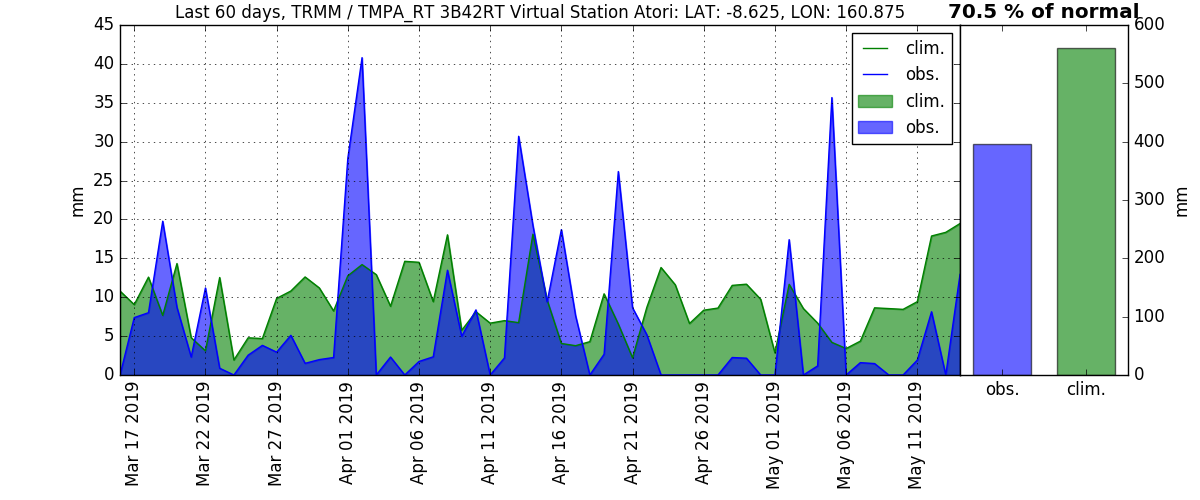 Last 60 days, TRMM / TMPA_RT 3B42RT Virtual Station Atori: LAT: -8.625, LON: 160.875
70.5 % of normal
mm
45
40
35
30
25
20
15
10
5
0
clim.
obs.
clim.
obs.
600
500
400
300
200
100
0
mm
Mar 17 2019
Mar 22 2019
Mar 27 2019
Apr 01 2019
Apr 06 2019
Apr 11 2019
Apr 16 2019
Apr 21 2019
Apr 26 2019
May 01 2019
May 06 2019
May 11 2019
obs.
clim.